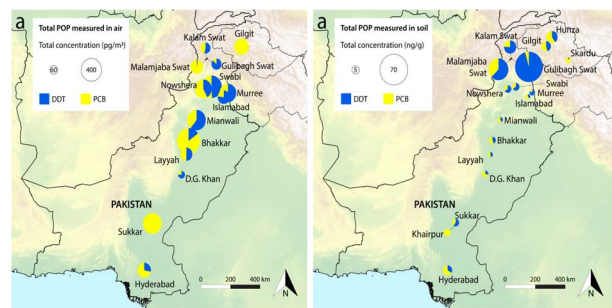 a
Total POP measured in air
Total concentration (pg/m³)
60
400
DDT
PCB
Kalam Swat
Gilgit
Malamjaba
Swat
Gulibagh Swat
Swabi
Nowshera
Murree
Islamabad
Mianwali
Bhakkar
Layyah
D.G. Khan
PAKISTAN
Sukkar
Hyderabad
0
200
400 km
N
a
Total POP measured in soil
Total concentration (ng/g)
5
70
DDT
PCB
Kalam Swat
Hunza
Gilgit
Skardu
Malamjaba
Swat
Gulibagh Swat
Swabi
Nowshera
Murree
Islamabad
Mianwali
Bhakkar
Layyah
D.G. Khan
PAKISTAN
Sukkar
Khairpur
Hyderabad
0
200
400 km
N